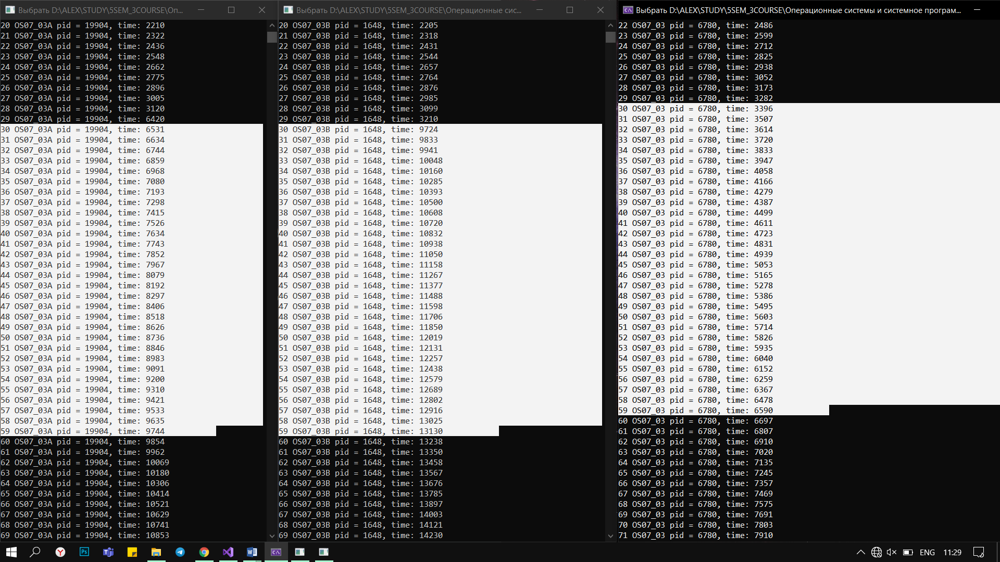 Выбрать D:\ALEX\STUDY\5SEM_3COURSE\Оп...
20 OS07_03A pid = 19904, time: 2210
21 OS07_03A pid = 19904, time: 2322
22 OS07_03A pid = 19904, time: 2436
23 OS07_03A pid = 19904, time: 2548
24 OS07_03A pid = 19904, time: 2662
25 OS07_03A pid = 19904, time: 2775
26 OS07_03A pid = 19904, time: 2896
27 OS07_03A pid = 19904, time: 3005
28 OS07_03A pid = 19904, time: 3120
29 OS07_03A pid = 19904, time: 6420
30 OS07_03A pid = 19904, time: 6531
31 OS07_03A pid = 19904, time: 6634
32 OS07_03A pid = 19904, time: 6744
33 OS07_03A pid = 19904, time: 6859
34 OS07_03A pid = 19904, time: 6968
35 OS07_03A pid = 19904, time: 7080
36 OS07_03A pid = 19904, time: 7193
37 OS07_03A pid = 19904, time: 7298
38 OS07_03A pid = 19904, time: 7415
39 OS07_03A pid = 19904, time: 7526
40 OS07_03A pid = 19904, time: 7634
41 OS07_03A pid = 19904, time: 7743
42 OS07_03A pid = 19904, time: 7852
43 OS07_03A pid = 19904, time: 7967
44 OS07_03A pid = 19904, time: 8079
45 OS07_03A pid = 19904, time: 8192
46 OS07_03A pid = 19904, time: 8297
47 OS07_03A pid = 19904, time: 8406
48 OS07_03A pid = 19904, time: 8518
49 OS07_03A pid = 19904, time: 8626
50 OS07_03A pid = 19904, time: 8736
51 OS07_03A pid = 19904, time: 8846
52 OS07_03A pid = 19904, time: 8983
53 OS07_03A pid = 19904, time: 9091
54 OS07_03A pid = 19904, time: 9200
55 OS07_03A pid = 19904, time: 9310
56 OS07_03A pid = 19904, time: 9421
57 OS07_03A pid = 19904, time: 9533
58 OS07_03A pid = 19904, time: 9635
59 OS07_03A pid = 19904, time: 9744
60 OS07_03A pid = 19904, time: 9854
61 OS07_03A pid = 19904, time: 9962
62 OS07_03A pid = 19904, time: 10069
63 OS07_03A pid = 19904, time: 10180
64 OS07_03A pid = 19904, time: 10306
65 OS07_03A pid = 19904, time: 10414
66 OS07_03A pid = 19904, time: 10521
67 OS07_03A pid = 19904, time: 10629
68 OS07_03A pid = 19904, time: 10741
69 OS07_03A pid = 19904, time: 10853
Выбрать D:\ALEX\STUDY\5SEM_3COURSE\Операционные сис...
20 OS07_03B pid = 1648, time: 2205
21 OS07_03B pid = 1648, time: 2318
22 OS07_03B pid = 1648, time: 2431
23 OS07_03B pid = 1648, time: 2544
24 OS07_03B pid = 1648, time: 2657
25 OS07_03B pid = 1648, time: 2764
26 OS07_03B pid = 1648, time: 2876
27 OS07_03B pid = 1648, time: 2985
28 OS07_03B pid = 1648, time: 3099
29 OS07_03B pid = 1648, time: 3210
30 OS07_03B pid = 1648, time: 9724
31 OS07_03B pid = 1648, time: 9833
32 OS07_03B pid = 1648, time: 9941
33 OS07_03B pid = 1648, time: 10048
34 OS07_03B pid = 1648, time: 10160
35 OS07_03B pid = 1648, time: 10285
36 OS07_03B pid = 1648, time: 10393
37 OS07_03B pid = 1648, time: 10500
38 OS07_03B pid = 1648, time: 10608
39 OS07_03B pid = 1648, time: 10720
40 OS07_03B pid = 1648, time: 10832
41 OS07_03B pid = 1648, time: 10938
42 OS07_03B pid = 1648, time: 11050
43 OS07_03B pid = 1648, time: 11158
44 OS07_03B pid = 1648, time: 11267
45 OS07_03B pid = 1648, time: 11377
46 OS07_03B pid = 1648, time: 11488
47 OS07_03B pid = 1648, time: 11598
48 OS07_03B pid = 1648, time: 11706
49 OS07_03B pid = 1648, time: 11850
50 OS07_03B pid = 1648, time: 12019
51 OS07_03B pid = 1648, time: 12131
52 OS07_03B pid = 1648, time: 12257
53 OS07_03B pid = 1648, time: 12438
54 OS07_03B pid = 1648, time: 12579
55 OS07_03B pid = 1648, time: 12689
56 OS07_03B pid = 1648, time: 12802
57 OS07_03B pid = 1648, time: 12916
58 OS07_03B pid = 1648, time: 13025
59 OS07_03B pid = 1648, time: 13130
60 OS07_03B pid = 1648, time: 13238
61 OS07_03B pid = 1648, time: 13350
62 OS07_03B pid = 1648, time: 13458
63 OS07_03B pid = 1648, time: 13567
64 OS07_03B pid = 1648, time: 13676
65 OS07_03B pid = 1648, time: 13785
66 OS07_03B pid = 1648, time: 13897
67 OS07_03B pid = 1648, time: 14003
68 OS07_03B pid = 1648, time: 14121
69 OS07_03B pid = 1648, time: 14230
Выбрать D:\ALEX\STUDY\5SEM_3COURSE\Операционные системы и системное програм...
22 OS07_03 pid = 6780, time: 2486
23 OS07_03 pid = 6780, time: 2599
24 OS07_03 pid = 6780, time: 2712
25 OS07_03 pid = 6780, time: 2825
26 OS07_03 pid = 6780, time: 2938
27 OS07_03 pid = 6780, time: 3052
28 OS07_03 pid = 6780, time: 3173
29 OS07_03 pid = 6780, time: 3282
30 OS07_03 pid = 6780, time: 3396
31 OS07_03 pid = 6780, time: 3507
32 OS07_03 pid = 6780, time: 3614
33 OS07_03 pid = 6780, time: 3720
34 OS07_03 pid = 6780, time: 3833
35 OS07_03 pid = 6780, time: 3947
36 OS07_03 pid = 6780, time: 4058
37 OS07_03 pid = 6780, time: 4166
38 OS07_03 pid = 6780, time: 4279
39 OS07_03 pid = 6780, time: 4387
40 OS07_03 pid = 6780, time: 4499
41 OS07_03 pid = 6780, time: 4611
42 OS07_03 pid = 6780, time: 4723
43 OS07_03 pid = 6780, time: 4831
44 OS07_03 pid = 6780, time: 4939
45 OS07_03 pid = 6780, time: 5053
46 OS07_03 pid = 6780, time: 5165
47 OS07_03 pid = 6780, time: 5278
48 OS07_03 pid = 6780, time: 5386
49 OS07_03 pid = 6780, time: 5495
50 OS07_03 pid = 6780, time: 5603
51 OS07_03 pid = 6780, time: 5714
52 OS07_03 pid = 6780, time: 5826
53 OS07_03 pid = 6780, time: 5935
54 OS07_03 pid = 6780, time: 6040
55 OS07_03 pid = 6780, time: 6152
56 OS07_03 pid = 6780, time: 6259
57 OS07_03 pid = 6780, time: 6367
58 OS07_03 pid = 6780, time: 6478
59 OS07_03 pid = 6780, time: 6590
60 OS07_03 pid = 6780, time: 6697
61 OS07_03 pid = 6780, time: 6807
62 OS07_03 pid = 6780, time: 6910
63 OS07_03 pid = 6780, time: 7020
64 OS07_03 pid = 6780, time: 7135
65 OS07_03 pid = 6780, time: 7245
66 OS07_03 pid = 6780, time: 7357
67 OS07_03 pid = 6780, time: 7469
68 OS07_03 pid = 6780, time: 7575
69 OS07_03 pid = 6780, time: 7691
70 OS07_03 pid = 6780, time: 7803
71 OS07_03 pid = 6780, time: 7910
ENG 11:29